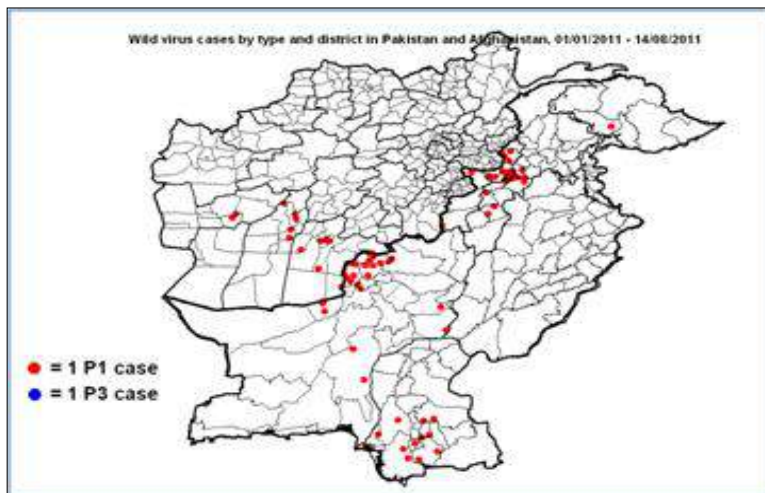 Wild virus cases by type and district in Pakistan and Afghanistan, 01/01/2011 - 14/08/2011
= 1 P1 case
= 1 P3 case